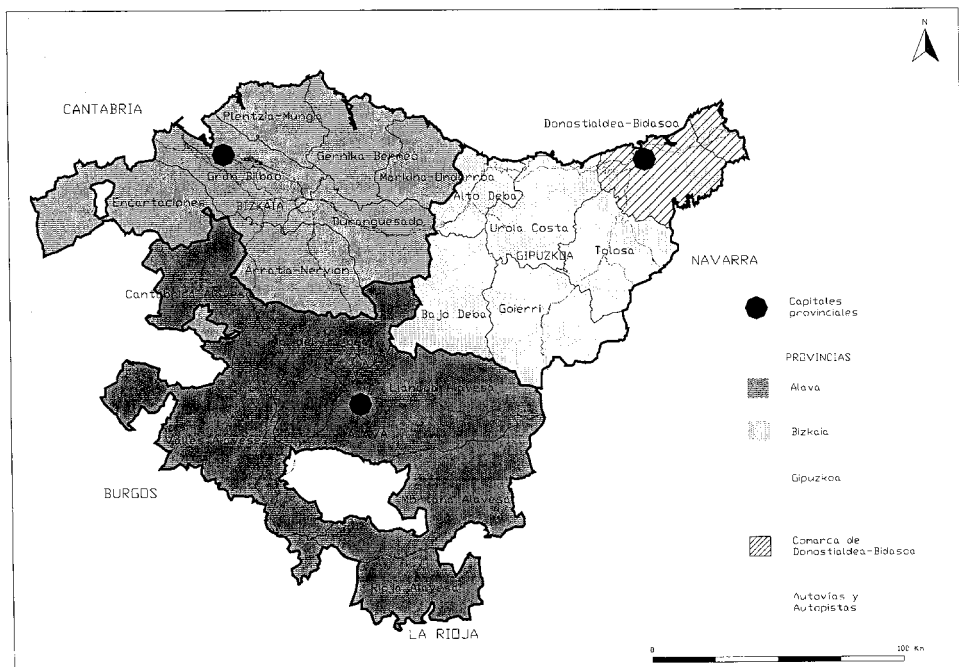 N
CANTABRIA
Plentzia-Mungia
Donostialdea-Bidasoa
Gernika Bermeo
Gran Bilbao
Markina-Ondarroa
Encartaciones
BIZKAIA
Alto Deba
Duranguesado
Urola Costa
Tolosa
GIPUZKOA
NAVARRA
Arratia-Nervion
Bajo Deba
Goierri
Capitales
provinciales
PROVINCIAS
Alava
Bizkaia
BURGOS
Gipuzkoa
Comarca de
Donostialdea-Bidasoa
Rioja Alavesa
Autovías y
Autopistas
LA RIOJA
0
100 Km